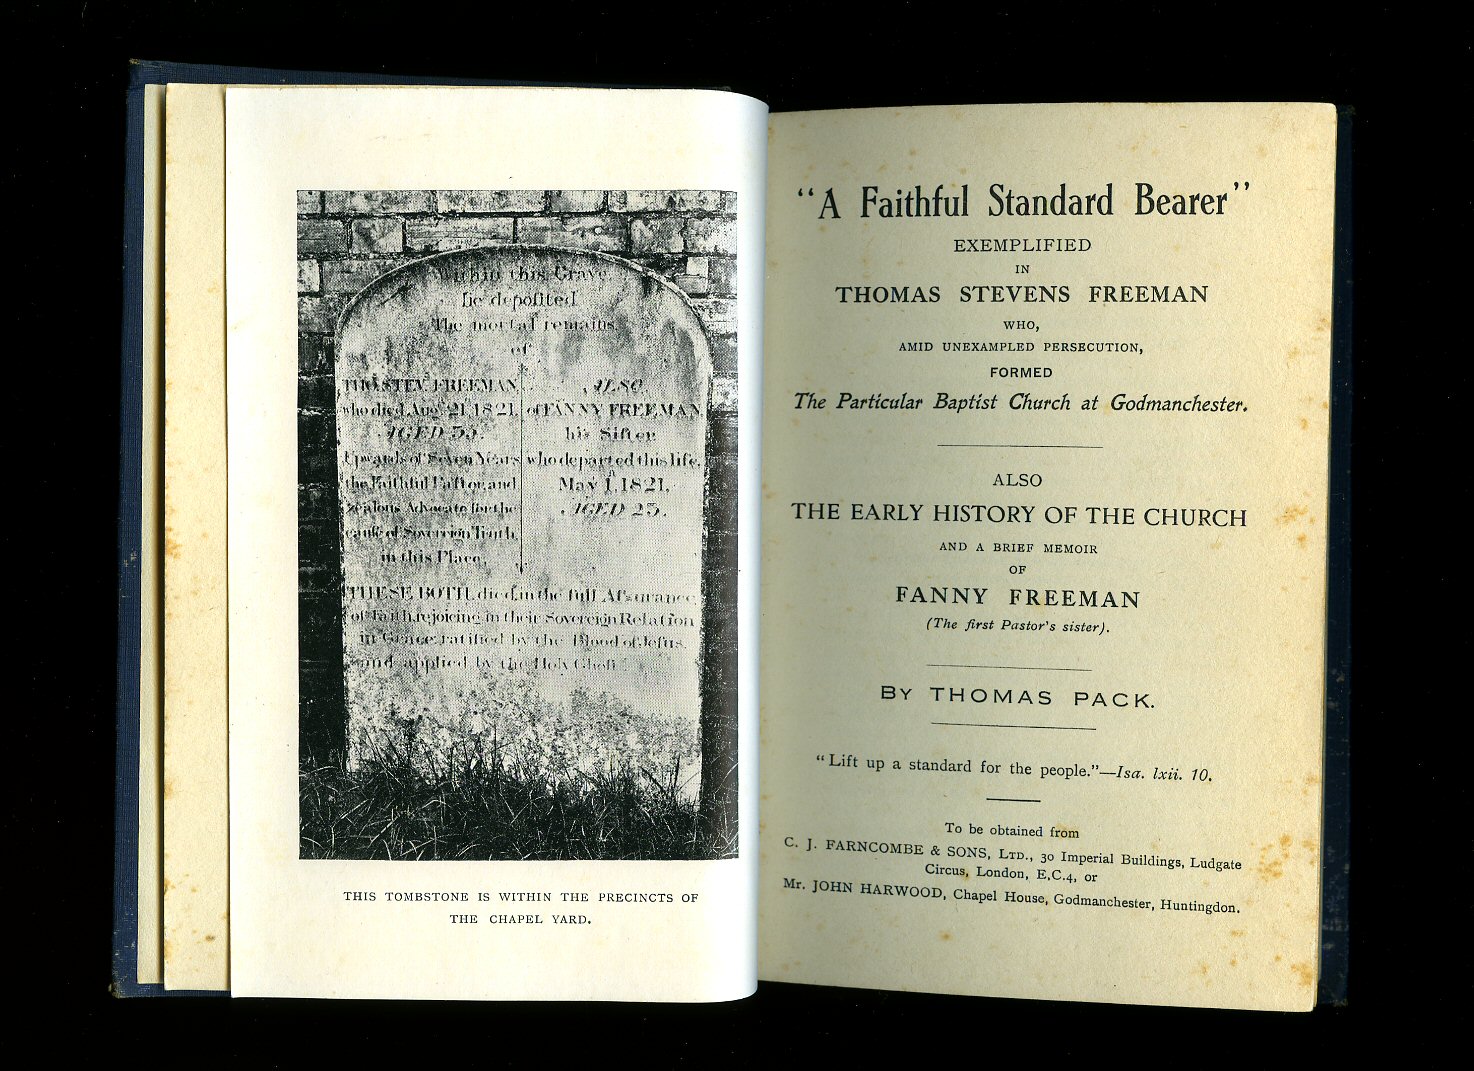 Within this Grave
lie deposited
The mortal remains
of
THOS STEV. FREEMAN
who died Augt 21, 1821,
AGED 35.
Upwards of Seven Years
the Faithful Pastor, and
zealous Advocate for the
cause of Sovereign Truth,
in this Place.
ALSO
of FANNY FREEMAN
his Sister
who departed this life,
May 1, 1821,
AGED 25.
THESE BOTH died in the full Assurance
of Faith, rejoicing in their Sovereign Relation
in Grace; ratified by the Blood of Jesus,
and applied by the Holy Ghost
THIS TOMBSTONE IS WITHIN THE PRECINCTS OF
THE CHAPEL YARD.
"A Faithful Standard Bearer"
EXEMPLIFIED
IN
THOMAS STEVENS FREEMAN
WHO,
AMID UNEXAMPLED PERSECUTION,
FORMED
The Particular Baptist Church at Godmanchester.
ALSO
THE EARLY HISTORY OF THE CHURCH
AND A BRIEF MEMOIR
OF
FANNY FREEMAN
(The first Pastor's sister).
BY THOMAS PACK.
"Lift up a standard for the people."—Isa. lxii. 10.
To be obtained from
C. J. FARNCOMBE & SONS, LTD., 30 Imperial Buildings, Ludgate
Circus, London, E.C.4, or
Mr. JOHN HARWOOD, Chapel House, Godmanchester, Huntingdon.